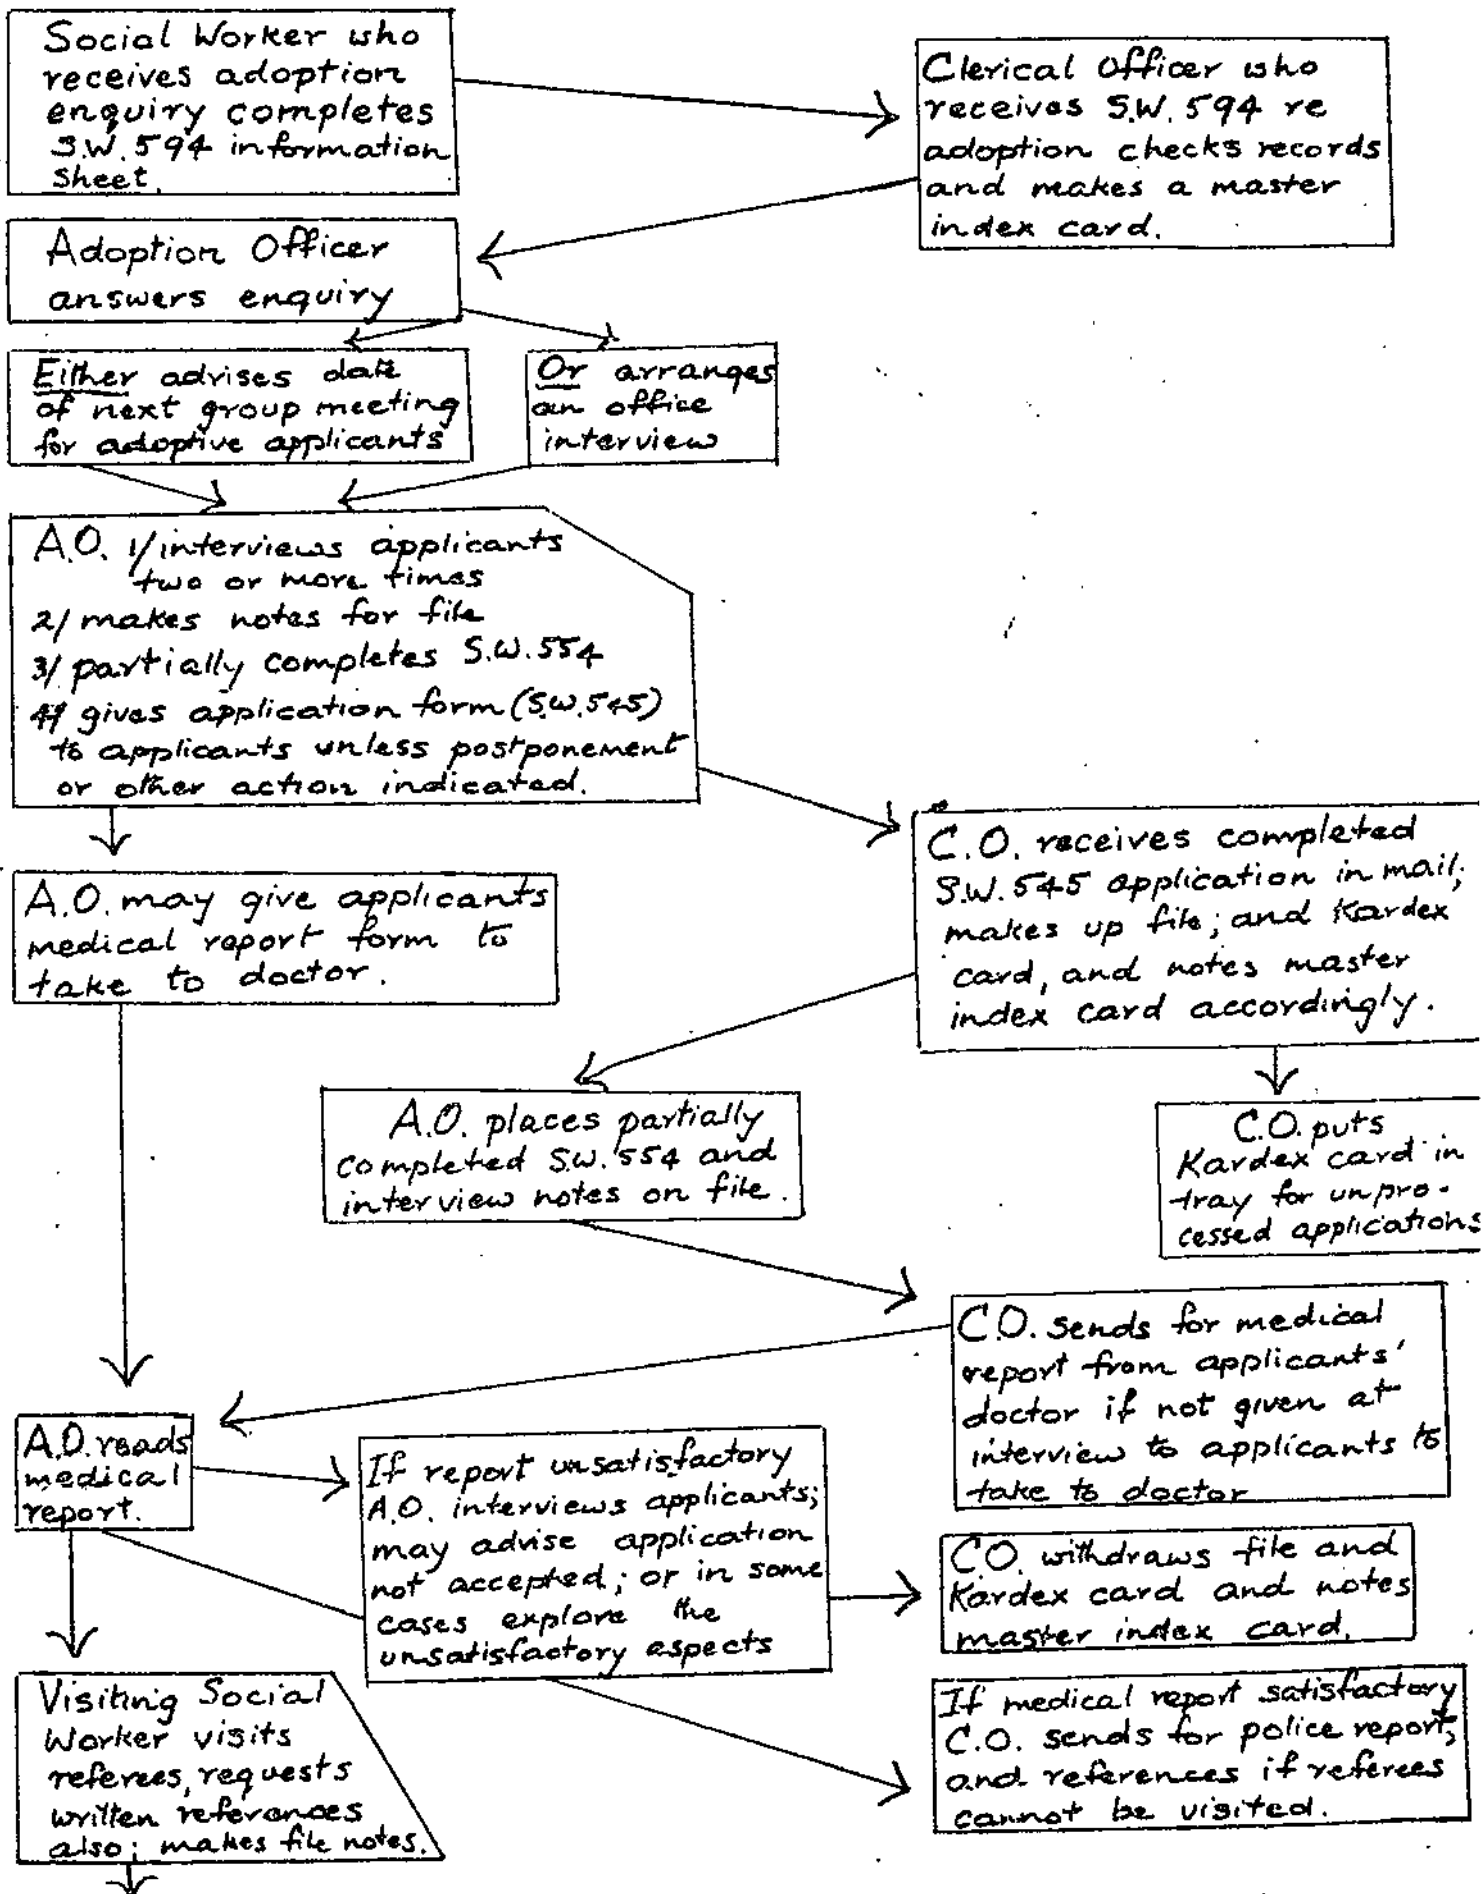 Social Worker who
receives adoption
enquiry completes
S.W. 594 information
sheet.
Clerical Officer who
receives S.W. 594 re
adoption checks records
and makes a master
index card.
Adoption Officer
answers enquiry
Either advises date
of next group meeting
for adoptive applicants
Or arranges
an office
interview
A.O. 1/ interviews applicants
two or more times
2/ makes notes for file
3/ partially completes S.W. 554
4/ gives application form (S.W. 545)
to applicants unless postponement
or other action indicated.
C.O. receives completed
S.W. 545 application in mail;
makes up file; and Kardex
card, and notes master
index card accordingly.
A.O. may give applicants
medical report form to
take to doctor.
A.O. places partially
completed S.W. 554 and
interview notes on file.
C.O. puts
Kardex card in
tray for unpro-
cessed applications
C.O. sends for medical
report from applicants'
doctor if not given at
interview to applicants to
take to doctor
A.O. reads
medical
report.
If report unsatisfactory
A.O. interviews applicants;
may advise application
not accepted; or in some
cases explore the
unsatisfactory aspects
C.O. withdraws file and
Kardex card and notes
master index card.
If medical report satisfactory
C.O. sends for police report;
and references if referees
cannot be visited.
Visiting Social
Worker visits
referees, requests
written references
also; makes file notes.